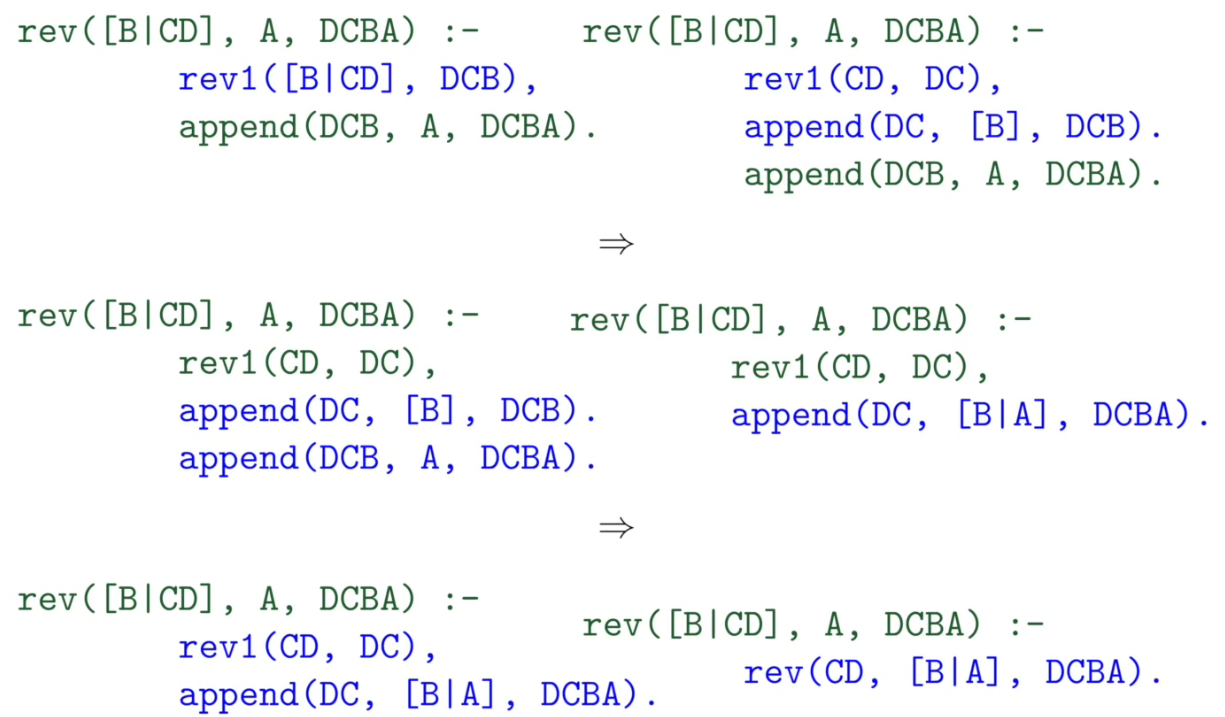 rev([B|CD], A, DCBA) :-
rev1([B|CD], DCB),
append(DCB, A, DCBA).
rev([B|CD], A, DCBA) :-
rev1(CD, DC),
append(DC, [B], DCB).
append(DCB, A, DCBA).
⇒
rev([B|CD], A, DCBA) :-
rev1(CD, DC),
append(DC, [B], DCB).
append(DCB, A, DCBA).
rev([B|CD], A, DCBA) :-
rev1(CD, DC),
append(DC, [B|A], DCBA).
⇒
rev([B|CD], A, DCBA) :-
rev1(CD, DC),
append(DC, [B|A], DCBA).
rev([B|CD], A, DCBA) :-
rev(CD, [B|A], DCBA).